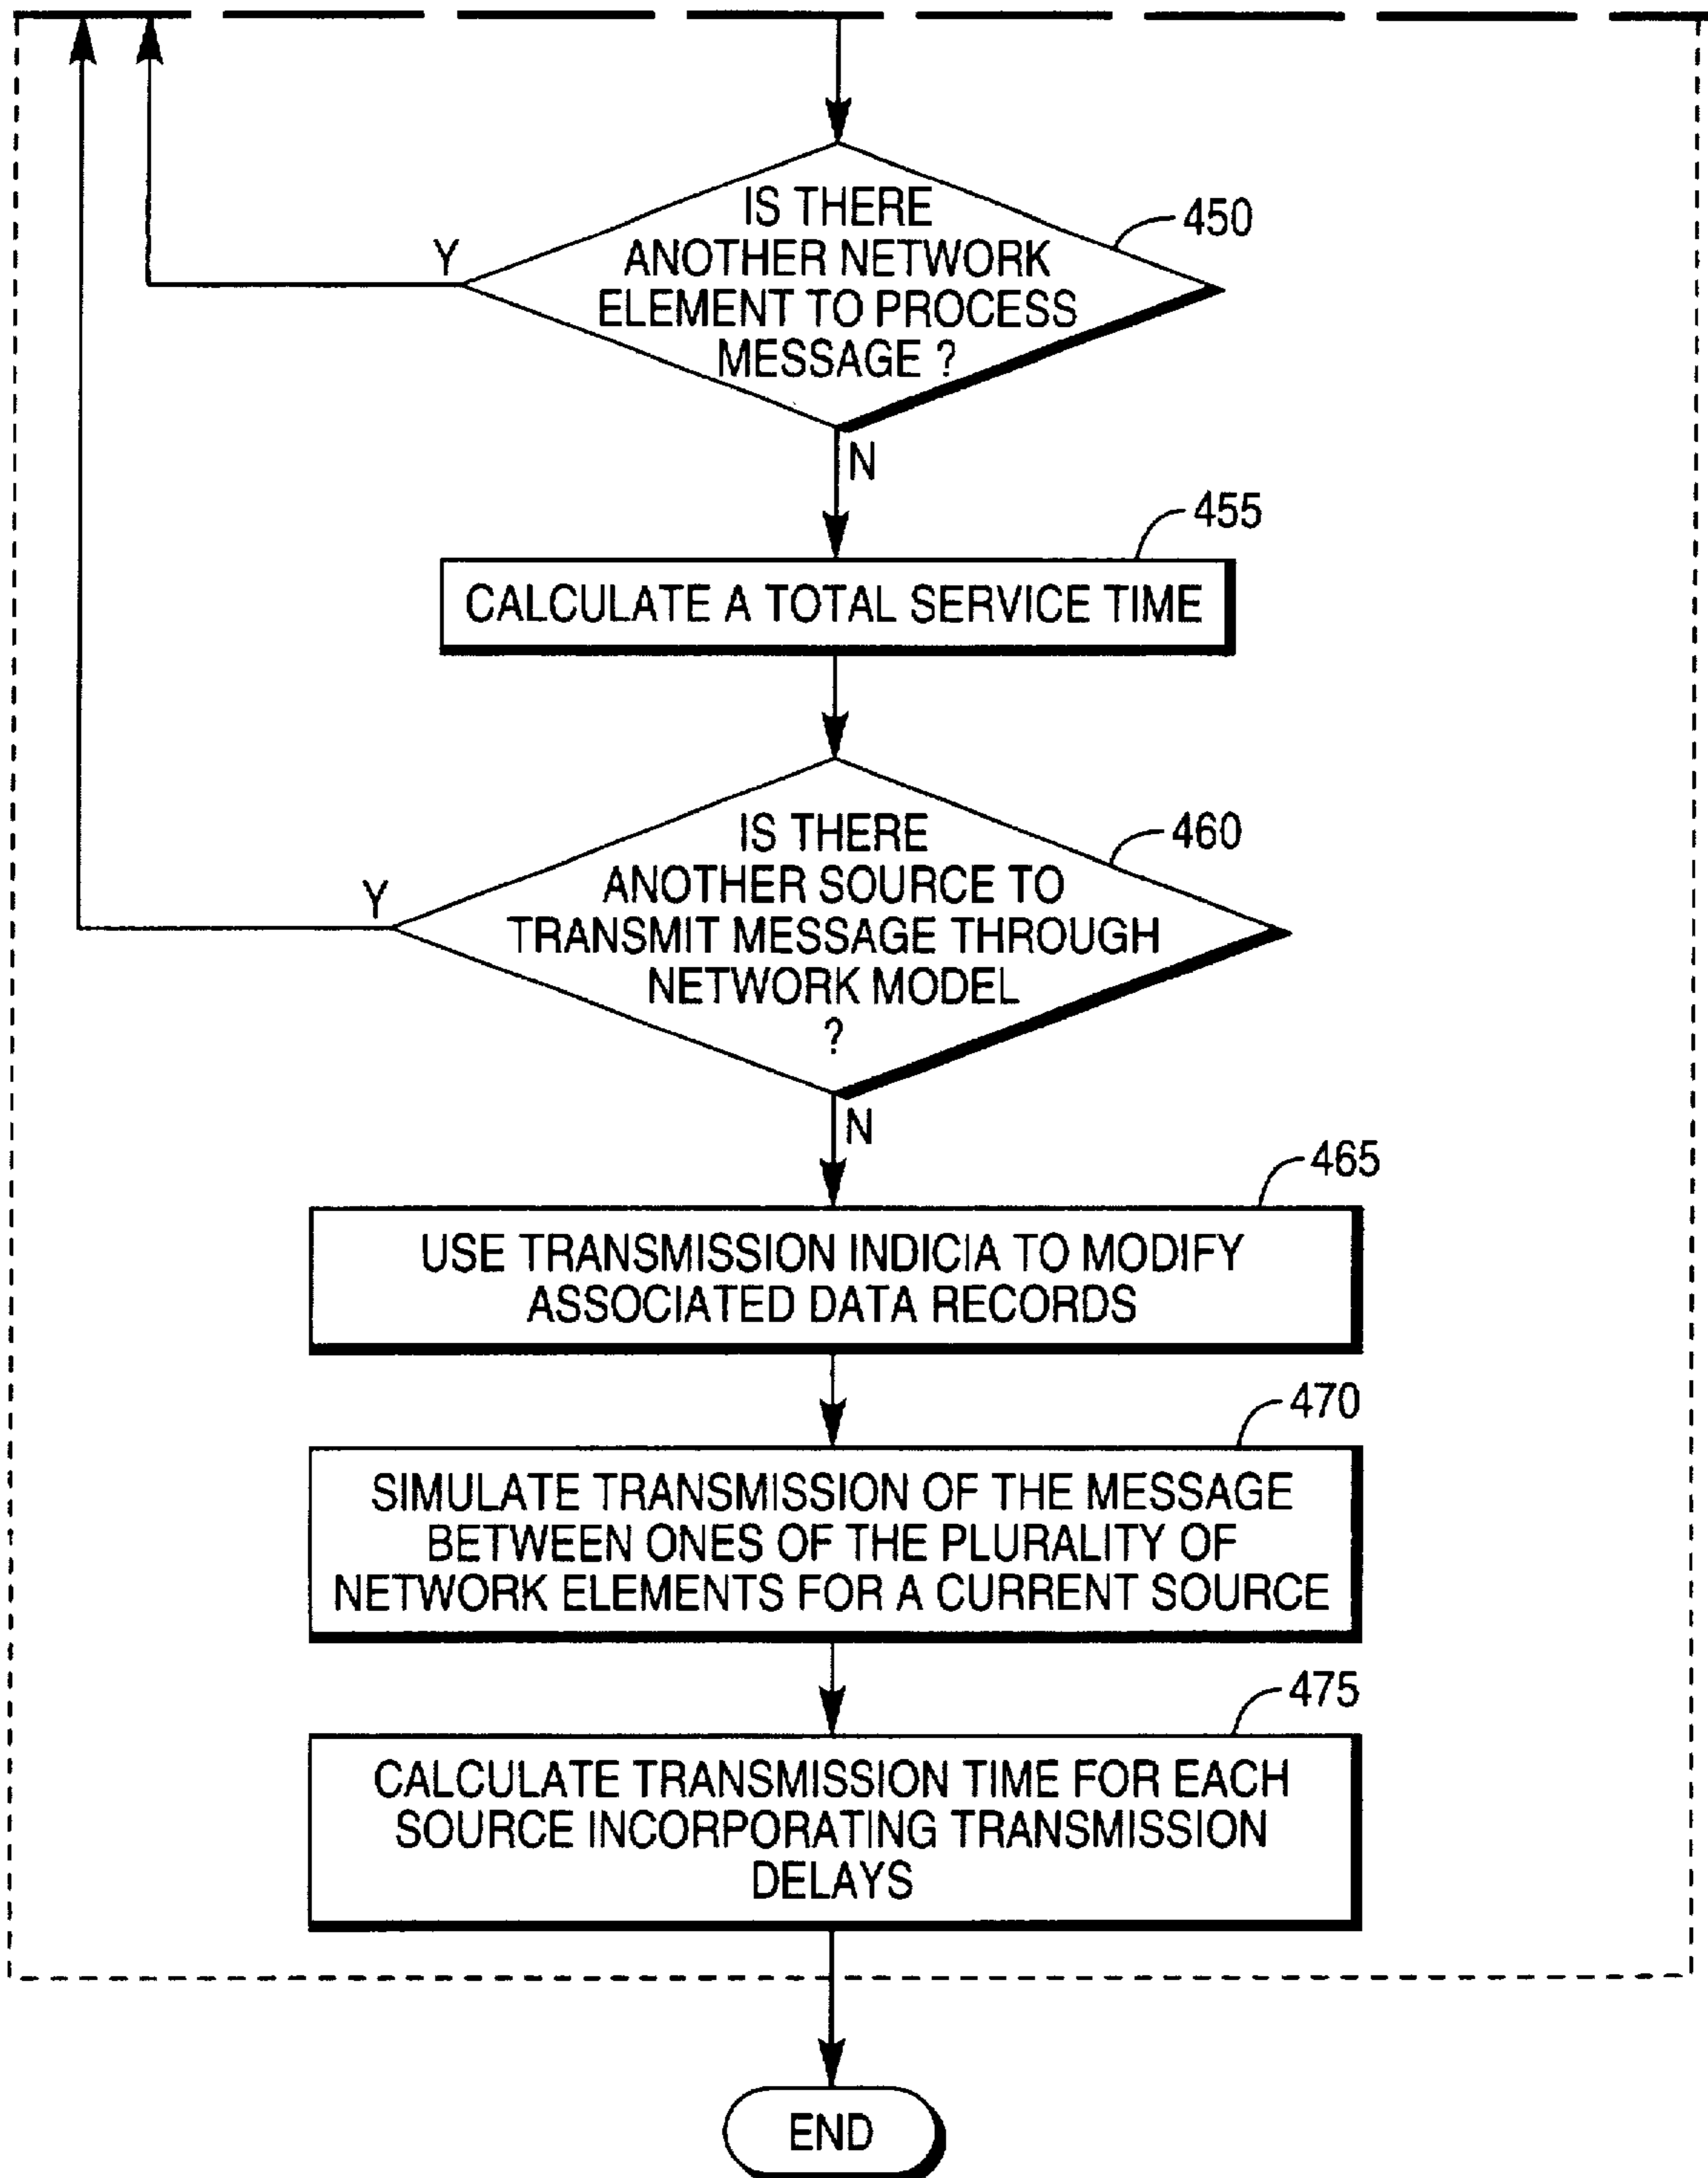 IS THERE
ANOTHER NETWORK
ELEMENT TO PROCESS
MESSAGE ?
450
Y
N
455
CALCULATE A TOTAL SERVICE TIME
IS THERE
ANOTHER SOURCE TO
TRANSMIT MESSAGE THROUGH
NETWORK MODEL
?
460
Y
N
465
USE TRANSMISSION INDICIA TO MODIFY
ASSOCIATED DATA RECORDS
470
SIMULATE TRANSMISSION OF THE MESSAGE
BETWEEN ONES OF THE PLURALITY OF
NETWORK ELEMENTS FOR A CURRENT SOURCE
475
CALCULATE TRANSMISSION TIME FOR EACH
SOURCE INCORPORATING TRANSMISSION
DELAYS
END